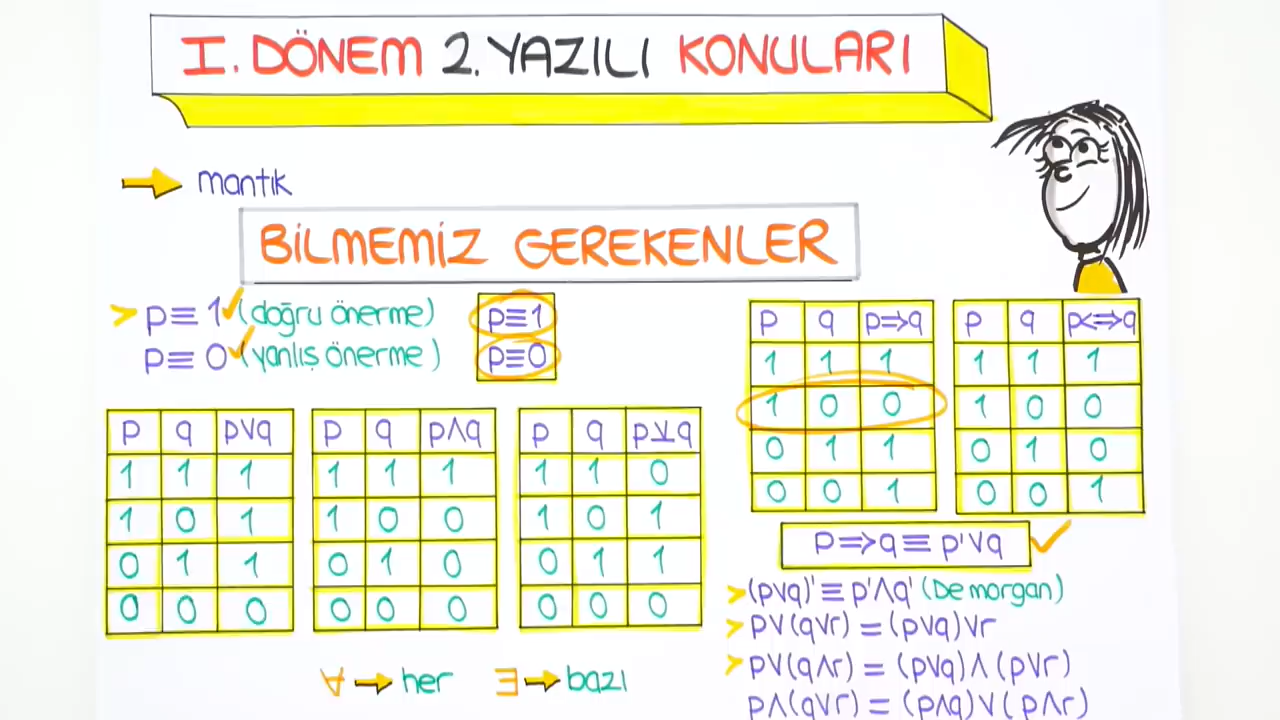 I. DÖNEM 2. YAZILI KONULARI
mantık
BİLMEMİZ GEREKENLER
p≡1 (doğru önerme)
p≡0 (yanlış önerme)
p≡1
p≡0
p q p∨q
1 1 1
1 0 1
0 1 1
0 0 0
p q p∧q
1 1 1
1 0 0
0 1 0
0 0 0
p q p⊻q
1 1 0
1 0 1
0 1 1
0 0 0
∀ → her ∃ → bazı
p q p⇒q
1 1 1
1 0 0
0 1 1
0 0 1
p q p<=>q
1 1 1
1 0 0
0 1 0
0 0 1
p⇒q≡p'∨q
(p∨q)'≡p'∧q' (De morgan)
p∨(q∨r) = (p∨q)∨r
p∨(q∧r) = (p∨q)∧(p∨r)
p∧(q∨r) = (p∧q)∨(p∧r)